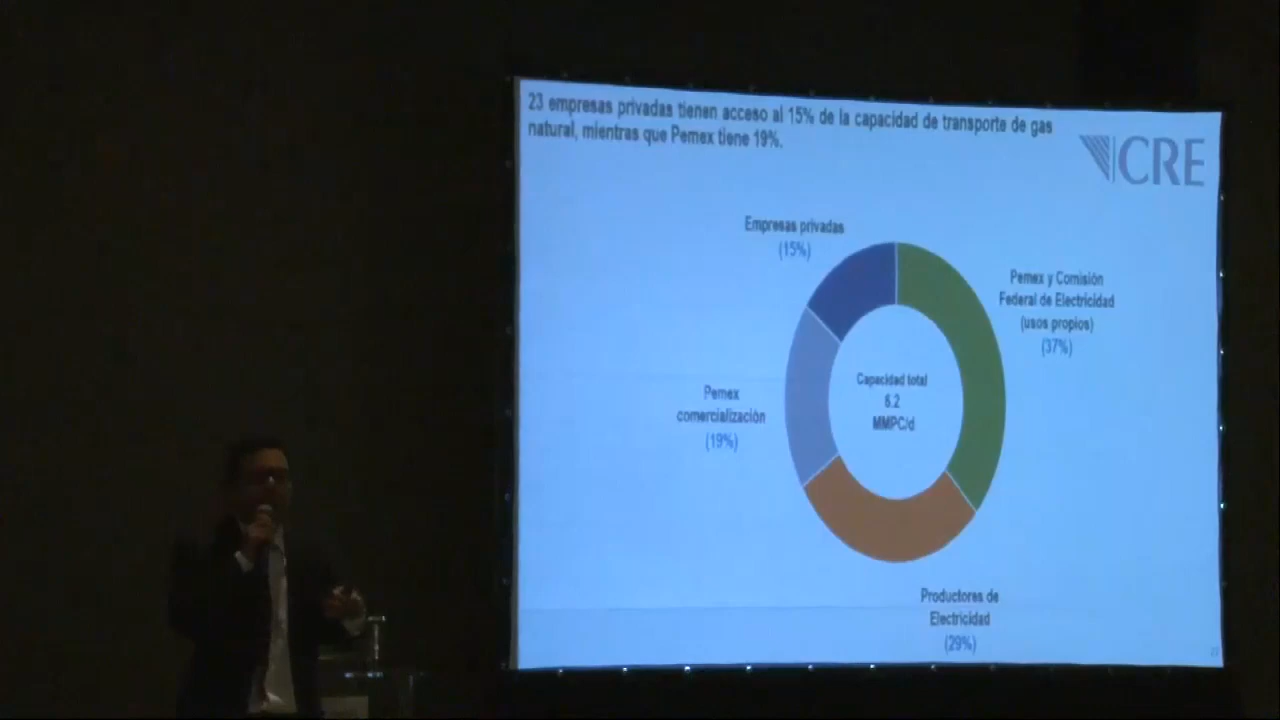 23 empresas privadas tienen acceso al 15% de la capacidad de transporte de gas
natural, mientras que Pemex tiene 19%.
CRE
Empresas privadas
(15%)
Pemex y Comisión
Federal de Electricidad
(usos propios)
(37%)
Capacidad total
6.2
MMPC/d
Pemex
comercialización
(19%)
Productores de
Electricidad
(29%)